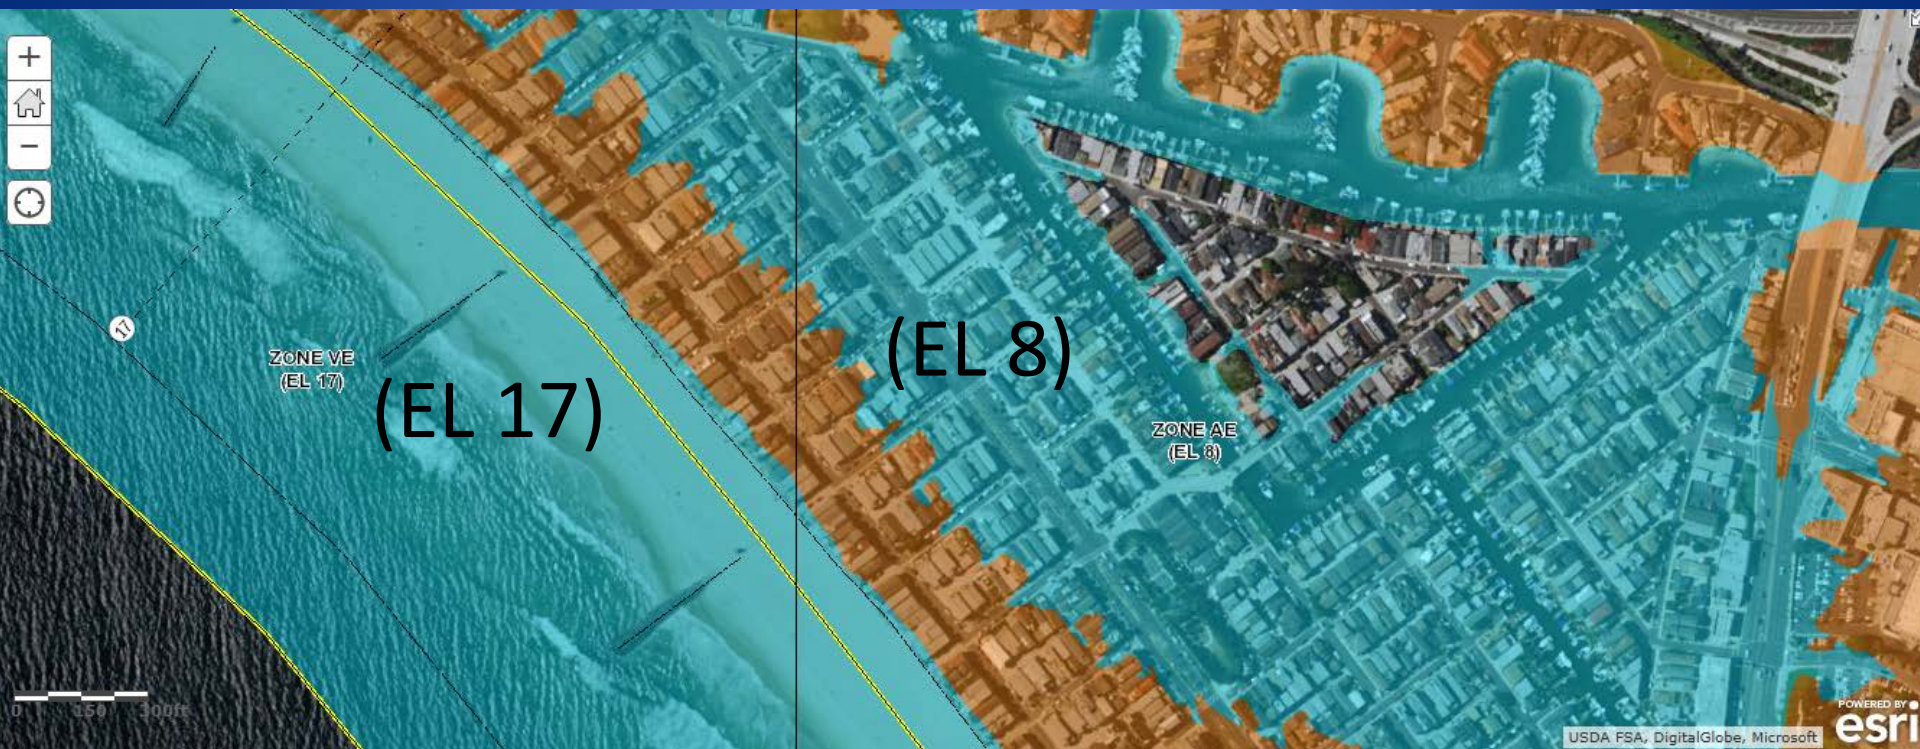 +
−
17
ZONE VE
(EL 17)
(EL 17)
(EL 8)
ZONE AE
(EL 8)
0 150 300ft
USDA FSA, DigitalGlobe, Microsoft
POWERED BY
esri